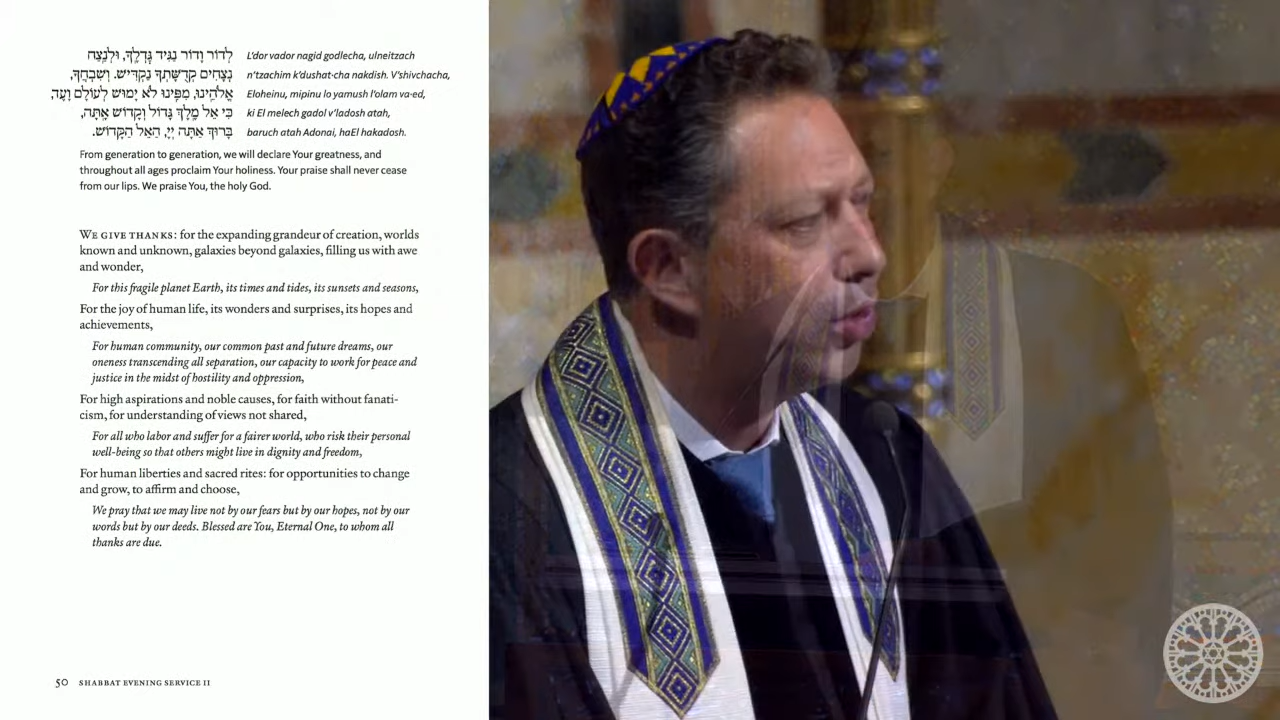 לְדוֹר וָדוֹר נַגִּיד גָּדְלֶךָ, וּלְנֵצַח
נְצָחִים קְדֻשָּׁתְךָ נַקְדִּישׁ. וְשִׁבְחֲךָ,
אֱלֹהֵינוּ, מִפִּינוּ לֹא יָמוּשׁ לְעוֹלָם וָעֶד,
כִּי אֵל מֶלֶךְ גָּדוֹל וְקָדוֹשׁ אַתָּה,
בָּרוּךְ אַתָּה יְיָ, הָאֵל הַקָּדוֹשׁ.
L'dor vador nagid godlecha, ulneitzach
n'tzachim k'dushat·cha nakdish. V'shivchacha,
Eloheinu, mipinu lo yamush l'olam va·ed,
ki El melech gadol v'ladosh atah,
baruch atah Adonai, haEl hakadosh.
From generation to generation, we will declare Your greatness, and
throughout all ages proclaim Your holiness. Your praise shall never cease
from our lips. We praise You, the holy God.
WE GIVE THANKS: for the expanding grandeur of creation, worlds
known and unknown, galaxies beyond galaxies, filling us with awe
and wonder,
For this fragile planet Earth, its times and tides, its sunsets and seasons,
For the joy of human life, its wonders and surprises, its hopes and
achievements,
For human community, our common past and future dreams, our
oneness transcending all separation, our capacity to work for peace and
justice in the midst of hostility and oppression,
For high aspirations and noble causes, for faith without fanati-
cism, for understanding of views not shared,
For all who labor and suffer for a fairer world, who risk their personal
well-being so that others might live in dignity and freedom,
For human liberties and sacred rites: for opportunities to change
and grow, to affirm and choose,
We pray that we may live not by our fears but by our hopes, not by our
words but by our deeds. Blessed are You, Eternal One, to whom all
thanks are due.
50 SHABBAT EVENING SERVICE II